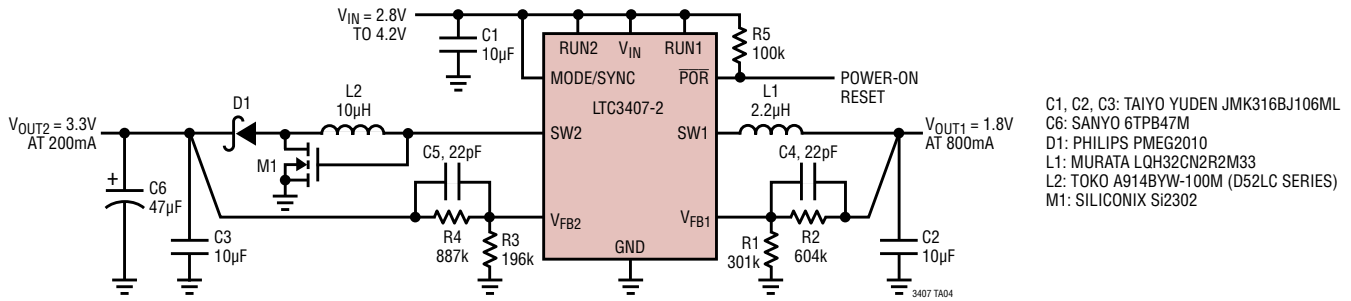 V_IN = 2.8V
TO 4.2V
C1
10µF
RUN2
V_IN
RUN1
R5
100k
MODE/SYNC
P̅O̅R̅
POWER-ON
RESET
LTC3407-2
D1
L2
10µH
L1
2.2µH
V_OUT2 = 3.3V
AT 200mA
SW2
SW1
V_OUT1 = 1.8V
AT 800mA
M1
C5, 22pF
C4, 22pF
+
C6
47µF
C3
10µF
V_FB2
V_FB1
R4
887k
R3
196k
GND
R1
301k
R2
604k
C2
10µF
3407 TA04
C1, C2, C3: TAIYO YUDEN JMK316BJ106ML
C6: SANYO 6TPB47M
D1: PHILIPS PMEG2010
L1: MURATA LQH32CN2R2M33
L2: TOKO A914BYW-100M (D52LC SERIES)
M1: SILICONIX Si2302